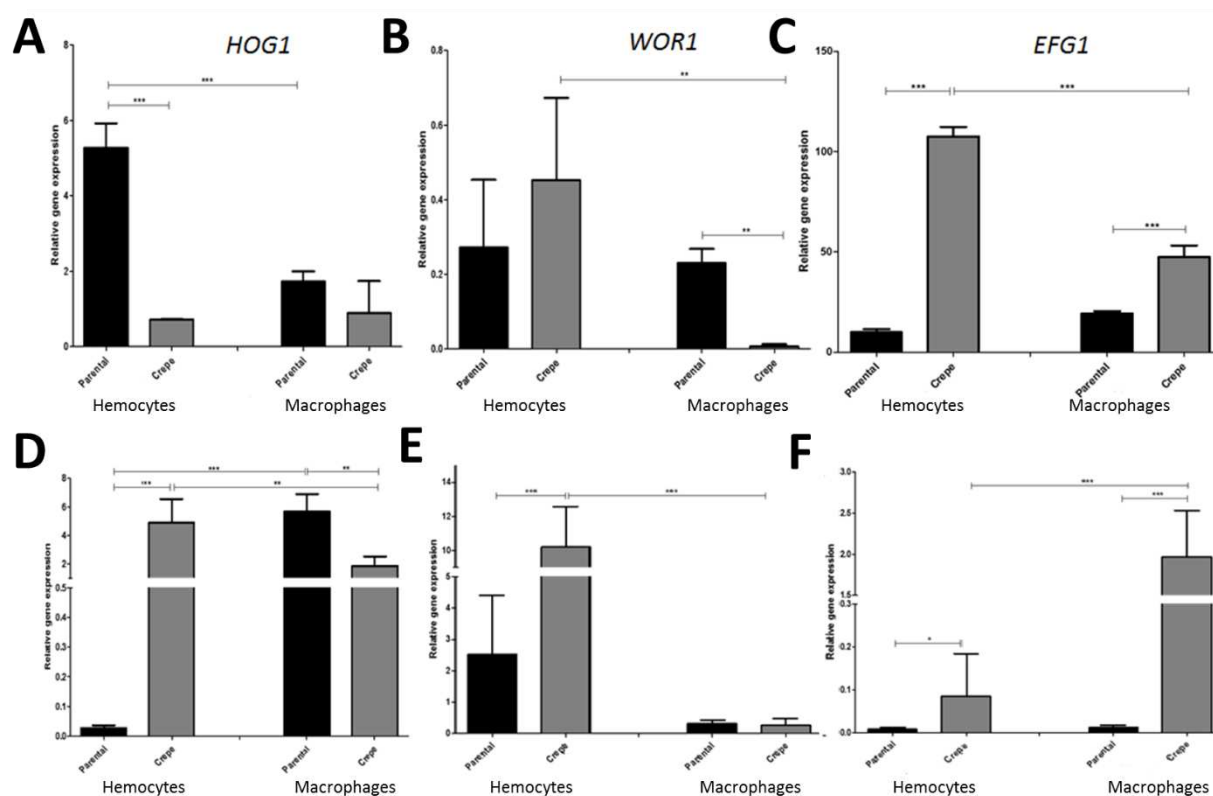 A
HOG1
Relative gene expression
8
6
4
2
0
***
***
Parental
Crepe
Parental
Crepe
Hemocytes
Macrophages
B
WOR1
Relative gene expression
0.8
0.6
0.4
0.2
0.0
**
**
Parental
Crepe
Parental
Crepe
Hemocytes
Macrophages
C
EFG1
Relative gene expression
150
100
50
0
***
***
***
Parental
Crepe
Parental
Crepe
Hemocytes
Macrophages
D
Relative gene expression
8
6
4
2
0.5
0.4
0.3
0.2
0.1
0.0
***
**
***
**
Parental
Crepe
Parental
Crepe
Hemocytes
Macrophages
E
Relative gene expression
14
12
10
8
5
4
3
2
1
0
***
***
Parental
Crepe
Parental
Crepe
Hemocytes
Macrophages
F
Relative gene expression
3.0
2.5
2.0
1.5
0.3
0.2
0.1
0.0
***
***
*
Parental
Crepe
Parental
Crepe
Hemocytes
Macrophages